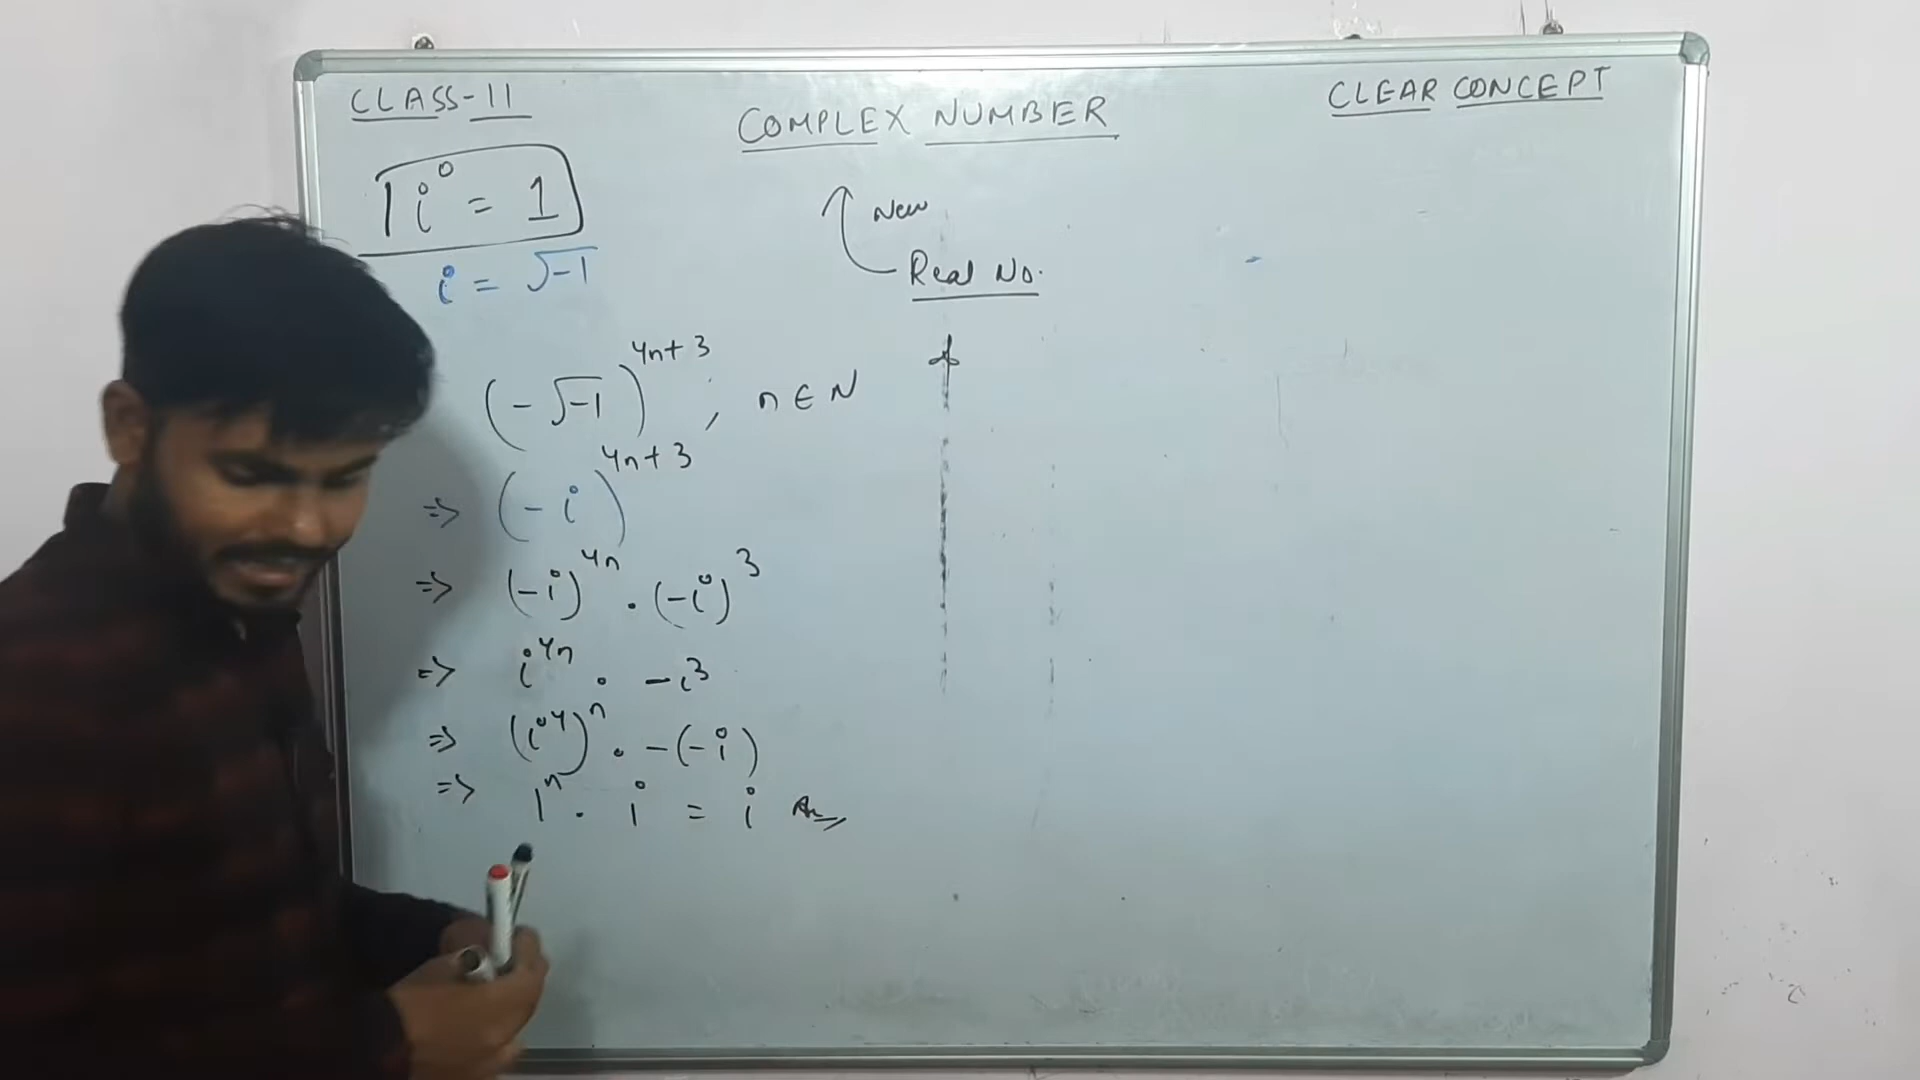 CLASS-11
COMPLEX NUMBER
CLEAR CONCEPT
i⁰ = 1
i = √-1
New
Real No.
(-√-1)^{4n+3}, n ∈ N
⇒ (-i)^{4n+3}
⇒ (-i)^{4n} . (-i)^3
⇒ i^{4n} . -i^3
⇒ (i^4)^n . -(-i)
⇒ 1^n . i = i